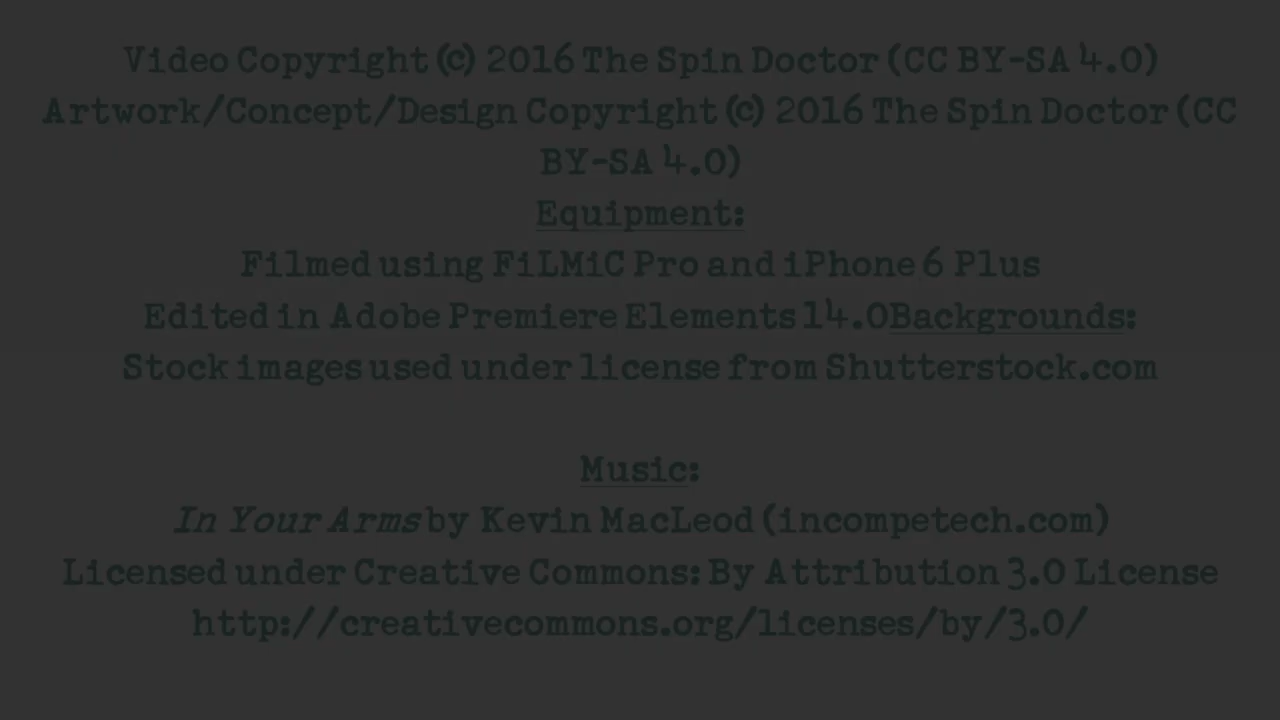 Video Copyright (c) 2016 The Spin Doctor (CC BY-SA 4.0)
Artwork/Concept/Design Copyright (c) 2016 The Spin Doctor (CC
BY-SA 4.0)
Equipment:
Filmed using FiLMiC Pro and iPhone 6 Plus
Edited in Adobe Premiere Elements 14.0Backgrounds:
Stock images used under license from Shutterstock.com
Music:
In Your Arms by Kevin MacLeod (incompetech.com)
Licensed under Creative Commons: By Attribution 3.0 License
http://creativecommons.org/licenses/by/3.0/